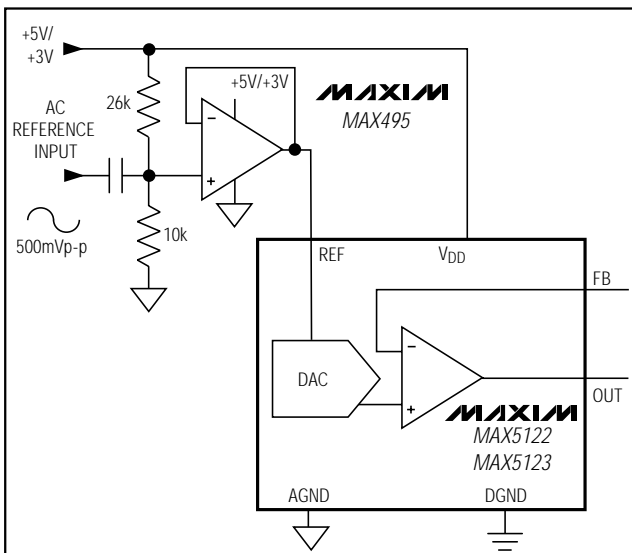 +5V/
+3V
26k
+5V/+3V
MAXIM
MAX495
AC
REFERENCE
INPUT
−
+
10k
500mVp-p
REF
VDD
FB
−
DAC
+
OUT
MAXIM
MAX5122
MAX5123
AGND
DGND